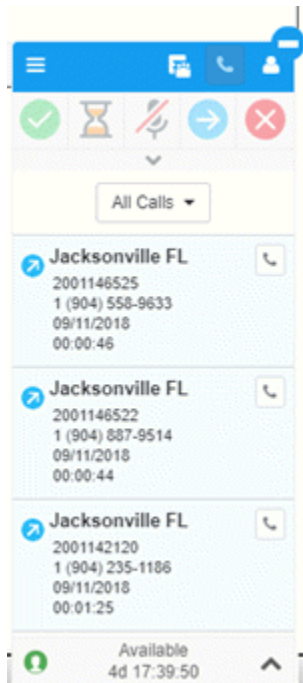 All Calls
Jacksonville FL
2001146525
1 (904) 558-9633
09/11/2018
00:00:46
Jacksonville FL
2001146522
1 (904) 887-9514
09/11/2018
00:00:44
Jacksonville FL
2001142120
1 (904) 235-1186
09/11/2018
00:01:25
Available
4d 17:39:50